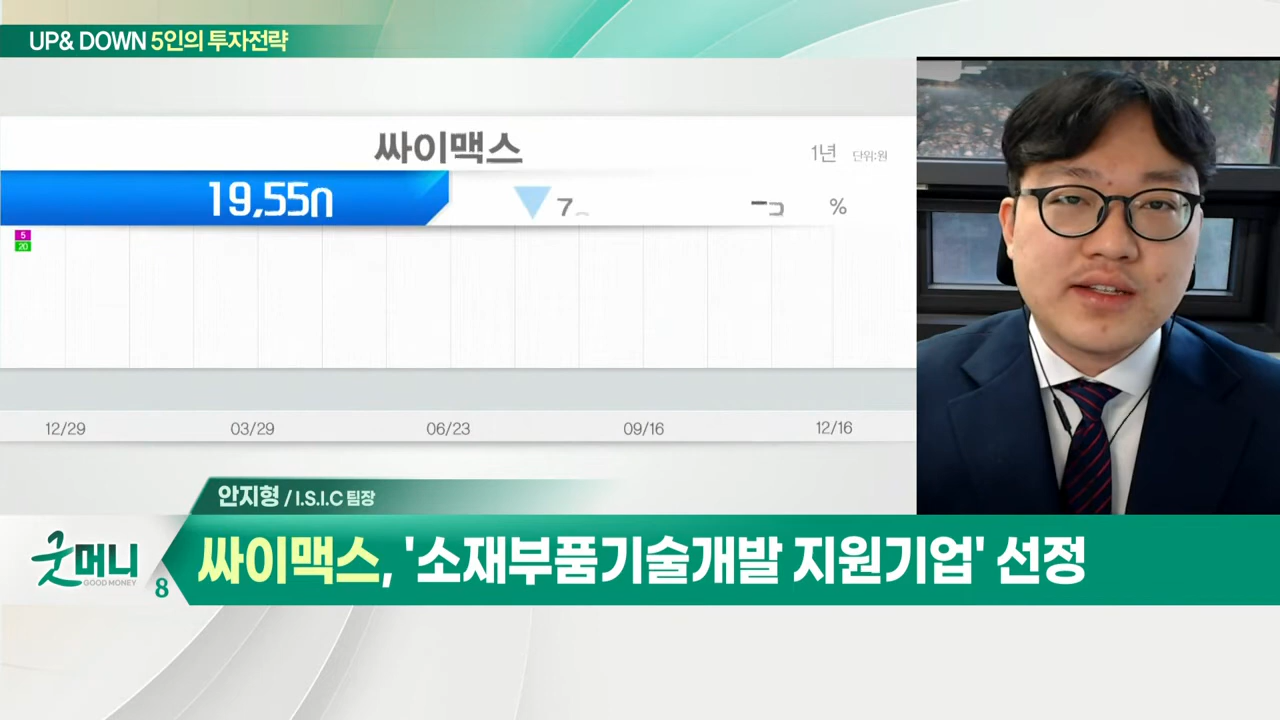 UP& DOWN 5인의 투자전략
싸이맥스
1년 단위:원
19,55
7
%
5
20
12/29 03/29 06/23 09/16 12/16
안지형 / I.S.I.C 팀장
굿머니
GOOD MONEY
8
싸이맥스, '소재부품기술개발 지원기업' 선정